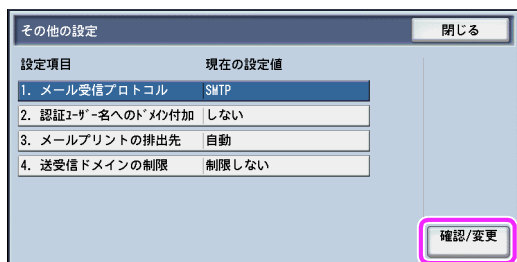 その他の設定 閉じる
設定項目 現在の設定値
1. メール受信プロトコル SMTP
2. 認証ﾕｰｻﾞｰ名へのﾄﾞﾒｲﾝ付加 しない
3. メールプリントの排出先 自動
4. 送受信ドメインの制限 制限しない
確認/変更